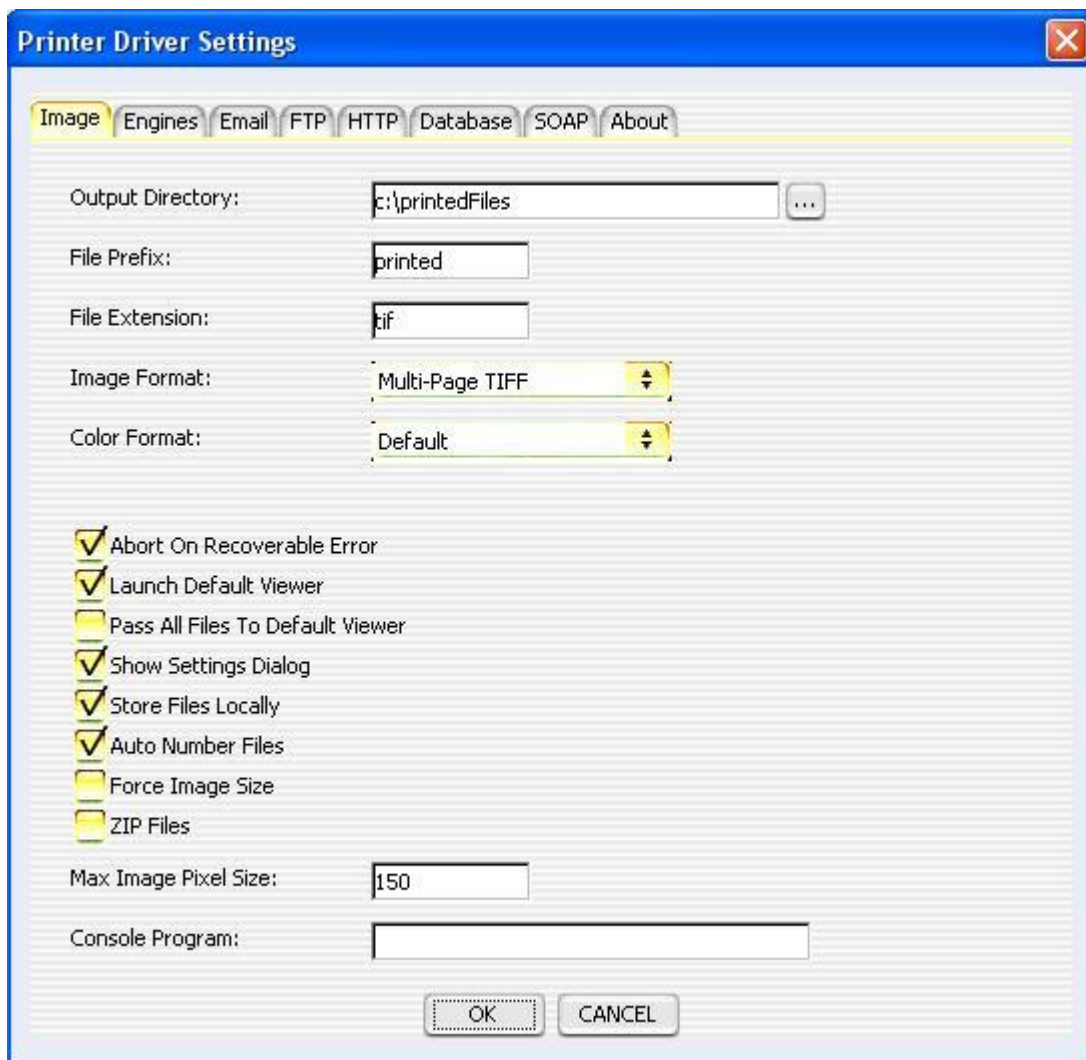 Printer Driver Settings
Image Engines Email FTP HTTP Database SOAP About
Output Directory: c:\printedFiles ...
File Prefix: printed
File Extension: tif
Image Format: Multi-Page TIFF
Color Format: Default
Abort On Recoverable Error
Launch Default Viewer
Pass All Files To Default Viewer
Show Settings Dialog
Store Files Locally
Auto Number Files
Force Image Size
ZIP Files
Max Image Pixel Size: 150
Console Program:
OK CANCEL